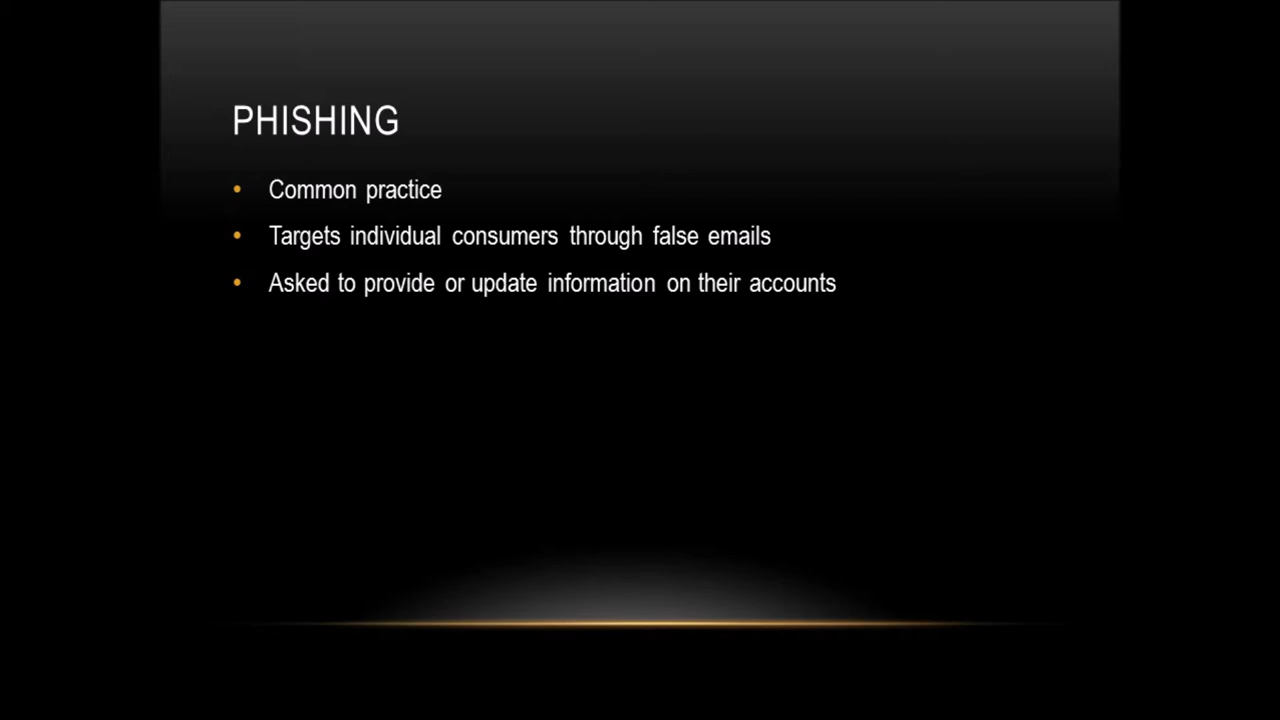 PHISHING
• Common practice
• Targets individual consumers through false emails
• Asked to provide or update information on their accounts